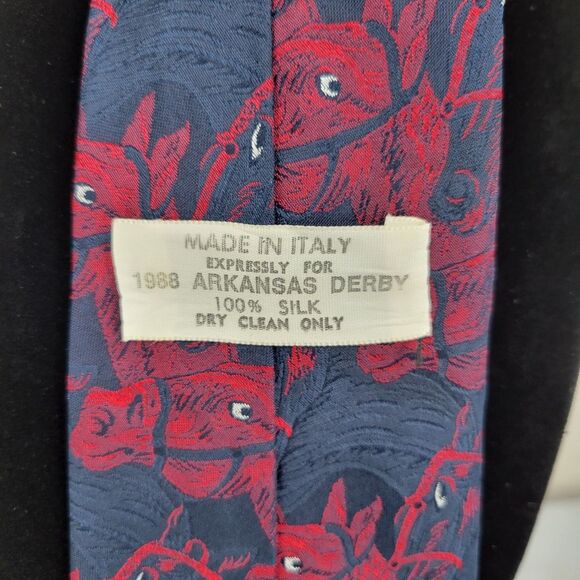 MADE IN ITALY
EXPRESSLY FOR
1988 ARKANSAS DERBY
100% SILK
DRY CLEAN ONLY